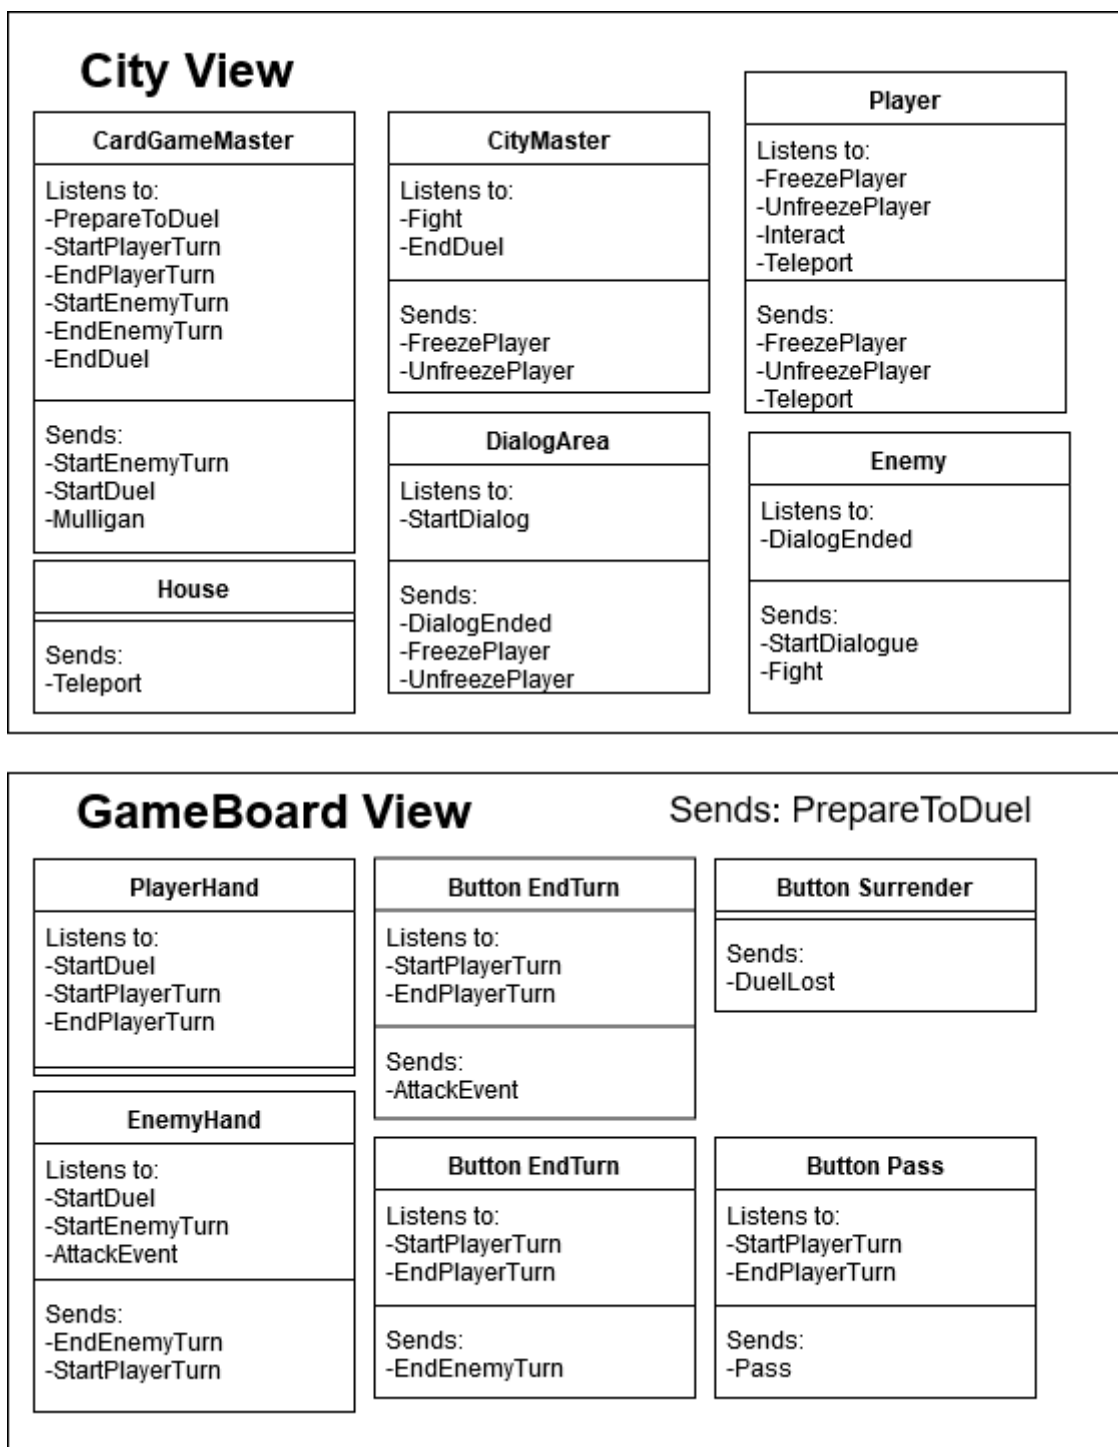 City View
CardGameMaster
Listens to:
-PrepareToDuel
-StartPlayerTurn
-EndPlayerTurn
-StartEnemyTurn
-EndEnemyTurn
-EndDuel
Sends:
-StartEnemyTurn
-StartDuel
-Mulligan
House
Sends:
-Teleport
CityMaster
Listens to:
-Fight
-EndDuel
Sends:
-FreezePlayer
-UnfreezePlayer
DialogArea
Listens to:
-StartDialog
Sends:
-DialogEnded
-FreezePlayer
-UnfreezePlayer
Player
Listens to:
-FreezePlayer
-UnfreezePlayer
-Interact
-Teleport
Sends:
-FreezePlayer
-UnfreezePlayer
-Teleport
Enemy
Listens to:
-DialogEnded
Sends:
-StartDialogue
-Fight
GameBoard View
Sends: PrepareToDuel
PlayerHand
Listens to:
-StartDuel
-StartPlayerTurn
-EndPlayerTurn
EnemyHand
Listens to:
-StartDuel
-StartEnemyTurn
-AttackEvent
Sends:
-EndEnemyTurn
-StartPlayerTurn
Button EndTurn
Listens to:
-StartPlayerTurn
-EndPlayerTurn
Sends:
-AttackEvent
Button EndTurn
Listens to:
-StartPlayerTurn
-EndPlayerTurn
Sends:
-EndEnemyTurn
Button Surrender
Sends:
-DuelLost
Button Pass
Listens to:
-StartPlayerTurn
-EndPlayerTurn
Sends:
-Pass